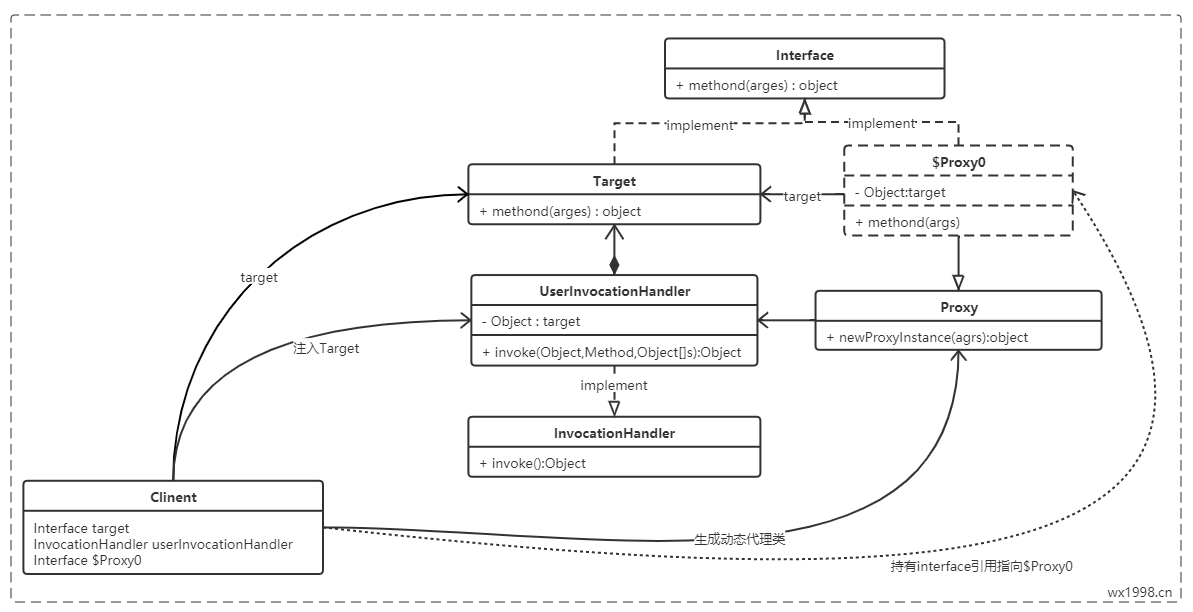 Interface
+ methond(arges) : object
implement
implement
$Proxy0
- Object:target
+ methond(args)
Target
+ methond(arges) : object
target
target
UserInvocationHandler
- Object : target
+ invoke(Object,Method,Object[]s):Object
Proxy
+ newProxyInstance(agrs):object
注入Target
implement
InvocationHandler
+ invoke():Object
Clinent
Interface target
InvocationHandler userInvocationHandler
Interface $Proxy0
生成动态代理类
持有interface引用指向$Proxy0
wx1998.cn